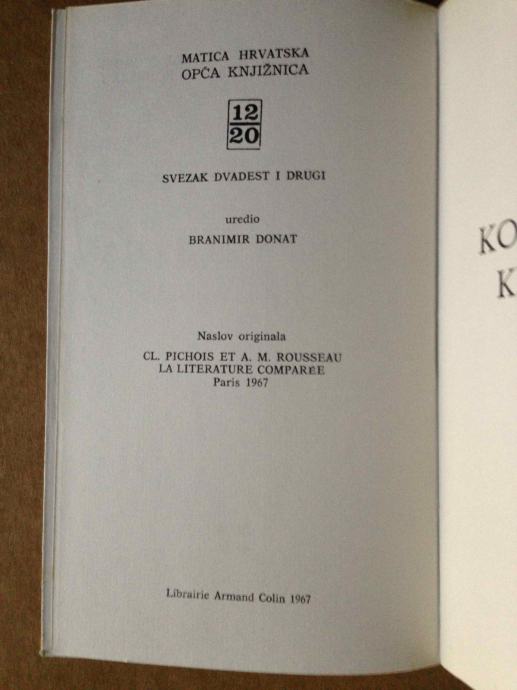 MATICA HRVATSKA
OPĆA KNJIŽNICA
12
20
SVEZAK DVADEST I DRUGI
uredio
BRANIMIR DONAT
Naslov originala
CL. PICHOIS ET A. M. ROUSSEAU
LA LITERATURE COMPARÉE
Paris 1967
Librairie Armand Colin 1967
KO
K